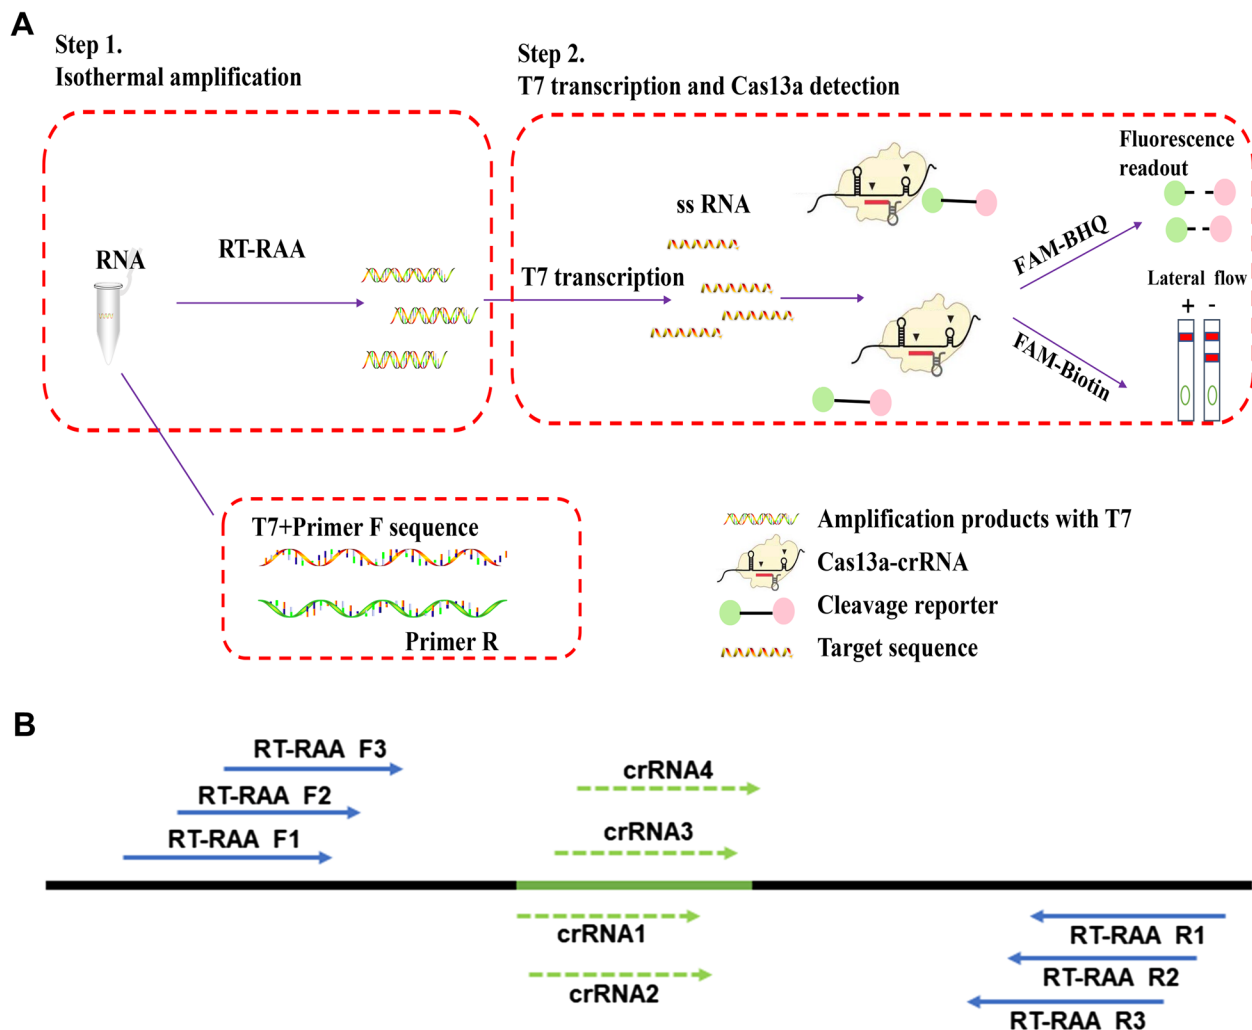 A
Step 1.
Isothermal amplification
Step 2.
T7 transcription and Cas13a detection
RNA
RT-RAA
T7 transcription
ss RNA
FAM-BHQ
FAM-Biotin
Fluorescence
readout
Lateral flow
+ -
T7+Primer F sequence
Primer R
Amplification products with T7
Cas13a-crRNA
Cleavage reporter
Target sequence
B
RT-RAA F3
RT-RAA F2
RT-RAA F1
crRNA4
crRNA3
crRNA1
crRNA2
RT-RAA R1
RT-RAA R2
RT-RAA R3